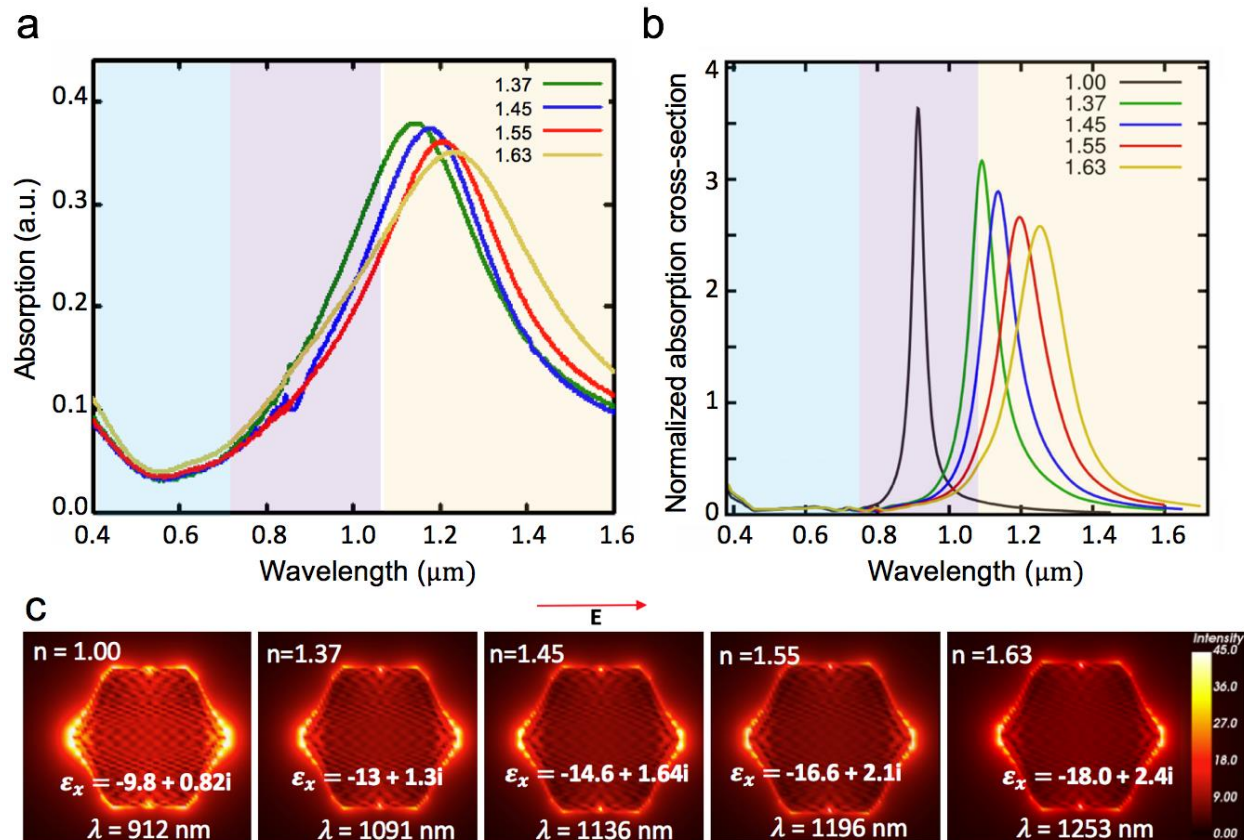 a
0.4
0.3
0.2
0.1
0.0
Absorption (a.u.)
1.37
1.45
1.55
1.63
0.4 0.6 0.8 1.0 1.2 1.4 1.6
Wavelength (μm)
b
4
3
2
1
0
Normalized absorption cross-section
1.00
1.37
1.45
1.55
1.63
0.4 0.6 0.8 1.0 1.2 1.4 1.6
Wavelength (μm)
c
E
n = 1.00
εx = -9.8 + 0.82i
λ = 912 nm
n=1.37
εx = -13 + 1.3i
λ = 1091 nm
n=1.45
εx = -14.6 + 1.64i
λ = 1136 nm
n=1.55
εx = -16.6 + 2.1i
λ = 1196 nm
n=1.63
εx = -18.0 + 2.4i
λ = 1253 nm
Intensity
45.0
36.0
27.0
18.0
9.00
0.00